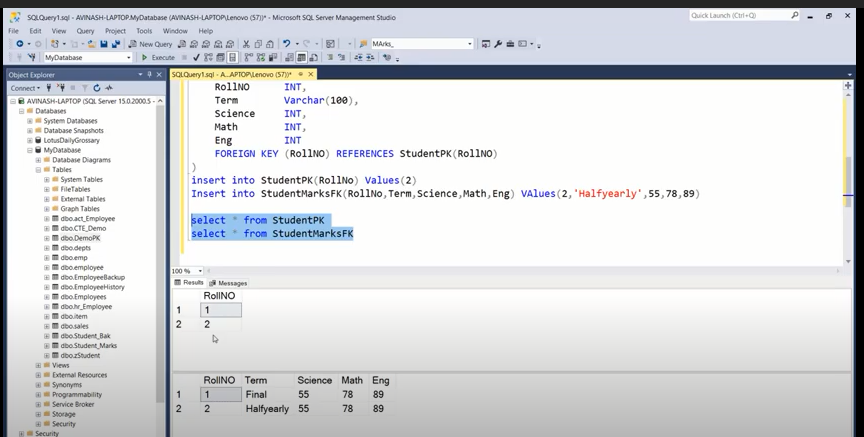 SQLQuery1.sql - AVINASH-LAPTOP.MyDatabase (AVINASH-LAPTOP\Lenovo (57))* - Microsoft SQL Server Management Studio
Quick Launch (Ctrl+Q)
File Edit View Query Project Tools Window Help
New Query MArks_
MyDatabase Execute
Object Explorer
SQLQuery1.sql - A...APTOP\Lenovo (57))*
Connect
AVINASH-LAPTOP (SQL Server 15.0.2000.5 -
Databases
System Databases
Database Snapshots
LotusDailyGrossary
MyDatabase
Database Diagrams
Tables
System Tables
FileTables
External Tables
Graph Tables
dbo.act_Employee
dbo.CTE_Demo
dbo.DemoPK
dbo.depts
dbo.emp
dbo.employee
dbo.EmployeeBackup
dbo.EmployeeHistory
dbo.Employees
dbo.hr_Employee
dbo.item
dbo.sales
dbo.Student_Bak
dbo.Student_Marks
dbo.zStudent
Views
External Resources
Synonyms
Programmability
Service Broker
Storage
Security
Security
RollNO INT,
Term Varchar(100),
Science INT,
Math INT,
Eng INT
FOREIGN KEY (RollNO) REFERENCES StudentPK(RollNO)
)
insert into StudentPK(RollNo) Values(2)
Insert into StudentMarksFK(RollNo,Term,Science,Math,Eng) VAlues(2,'Halfyearly',55,78,89)
select * from StudentPK
select * from StudentMarksFK
100 %
Results Messages
RollNO
1 1
2 2
RollNO Term Science Math Eng
1 1 Final 55 78 89
2 2 Halfyearly 55 78 89